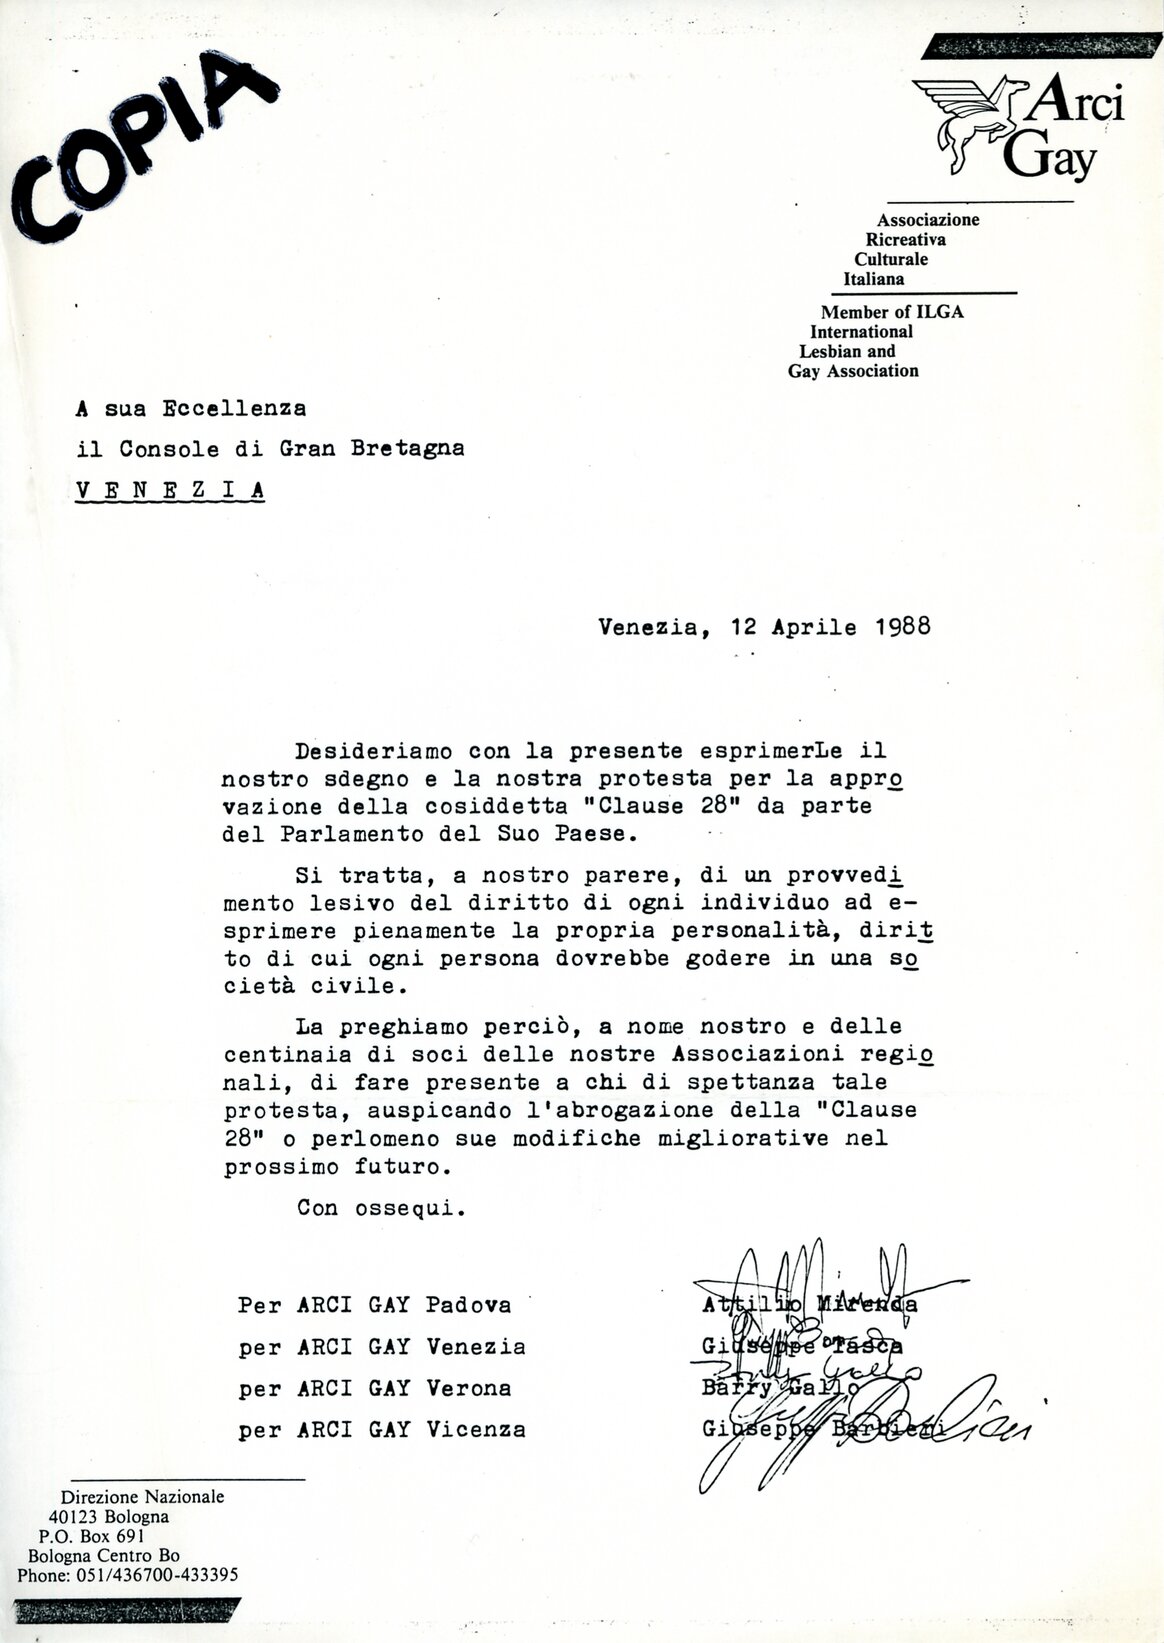 COPIA
Arci
Gay
Associazione
Ricreativa
Culturale
Italiana
Member of ILGA
International
Lesbian and
Gay Association
A sua Eccellenza
il Console di Gran Bretagna
V E N E Z I A
Venezia, 12 Aprile 1988
Desideriamo con la presente esprimerLe il
nostro sdegno e la nostra protesta per la appro
vazione della cosiddetta "Clause 28" da parte
del Parlamento del Suo Paese.
Si tratta, a nostro parere, di un provvedi
mento lesivo del diritto di ogni individuo ad e-
sprimere pienamente la propria personalità, dirit
to di cui ogni persona dovrebbe godere in una so
cietà civile.
La preghiamo perciò, a nome nostro e delle
centinaia di soci delle nostre Associazioni regio
nali, di fare presente a chi di spettanza tale
protesta, auspicando l'abrogazione della "Clause
28" o perlomeno sue modifiche migliorative nel
prossimo futuro.
Con ossequi.
Per ARCI GAY Padova Attilio Mirenda
per ARCI GAY Venezia Giuseppe Tasca
per ARCI GAY Verona Barry Gallo
per ARCI GAY Vicenza Giuseppe Barbieri
Direzione Nazionale
40123 Bologna
P.O. Box 691
Bologna Centro Bo
Phone: 051/436700-433395